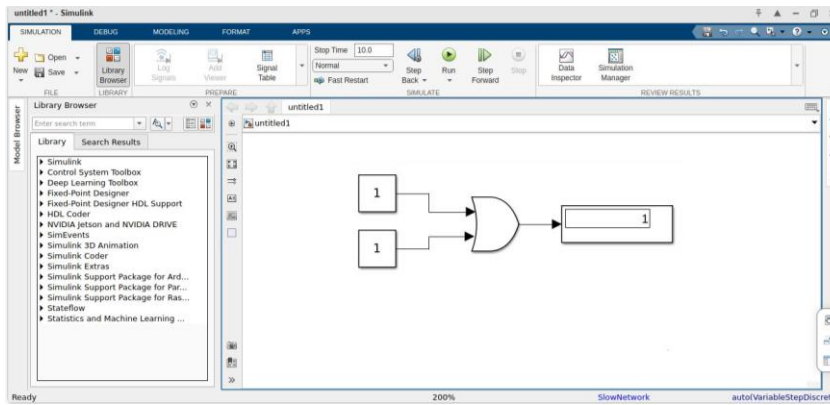 untitled1 * - Simulink
SIMULATION DEBUG MODELING FORMAT APPS
New
Open
Save
FILE
Library Browser
LIBRARY
Log Signals
Add Viewer
Signal Table
PREPARE
Stop Time 10.0
Normal
Fast Restart
Step Back
Run
Step Forward
Stop
SIMULATE
Data Inspector
Simulation Manager
REVIEW RESULTS
Model Browser
Library Browser
Enter search term
Library Search Results
Simulink
Control System Toolbox
Deep Learning Toolbox
Fixed-Point Designer
Fixed-Point Designer HDL Support
HDL Coder
NVIDIA Jetson and NVIDIA DRIVE
SimEvents
Simulink 3D Animation
Simulink Coder
Simulink Extras
Simulink Support Package for Ard...
Simulink Support Package for Par...
Simulink Support Package for Ras...
Stateflow
Statistics and Machine Learning ...
untitled1
untitled1
1
1
1
Ready 200% SlowNetwork auto(VariableStepDiscret